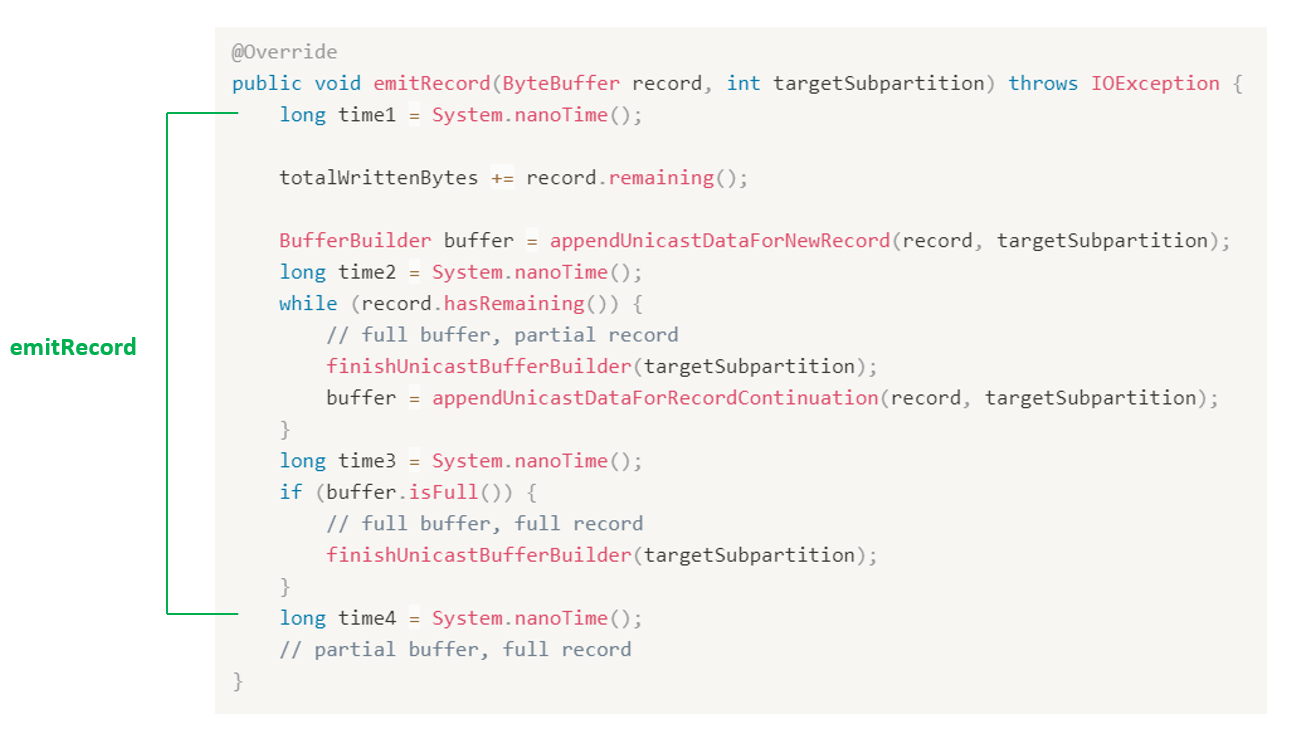 @Override
public void emitRecord(ByteBuffer record, int targetSubpartition) throws IOException {
    long time1 = System.nanoTime();

    totalWrittenBytes += record.remaining();

    BufferBuilder buffer = appendUnicastDataForNewRecord(record, targetSubpartition);
    long time2 = System.nanoTime();
    while (record.hasRemaining()) {
        // full buffer, partial record
        finishUnicastBufferBuilder(targetSubpartition);
        buffer = appendUnicastDataForRecordContinuation(record, targetSubpartition);
    }
    long time3 = System.nanoTime();
    if (buffer.isFull()) {
        // full buffer, full record
        finishUnicastBufferBuilder(targetSubpartition);
    }
    long time4 = System.nanoTime();
    // partial buffer, full record
}
emitRecord